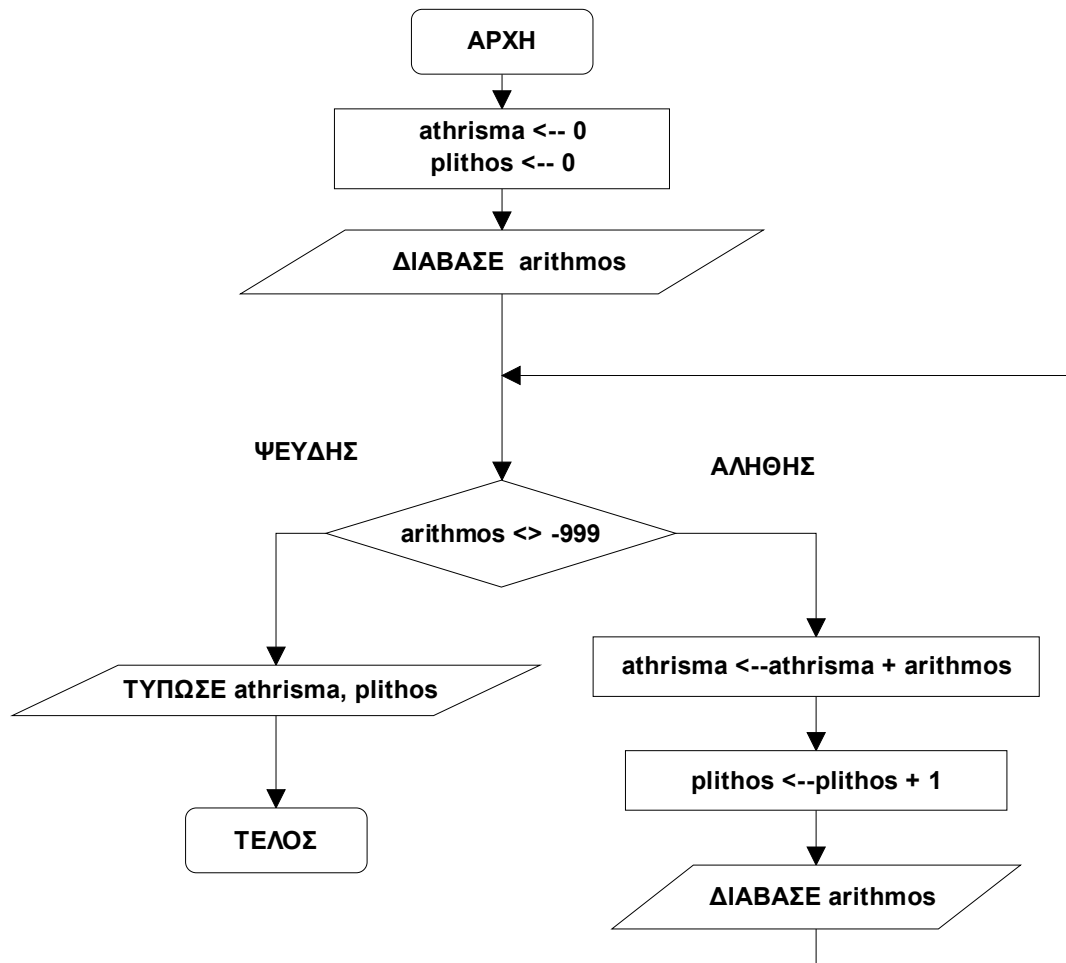 ΑΡΧΗ
athrisma <-- 0
plithos <-- 0
ΔΙΑΒΑΣΕ arithmos
ΨΕΥΔΗΣ
ΑΛΗΘΗΣ
arithmos <> -999
athrisma <--athrisma + arithmos
ΤΥΠΩΣΕ athrisma, plithos
plithos <--plithos + 1
ΤΕΛΟΣ
ΔΙΑΒΑΣΕ arithmos